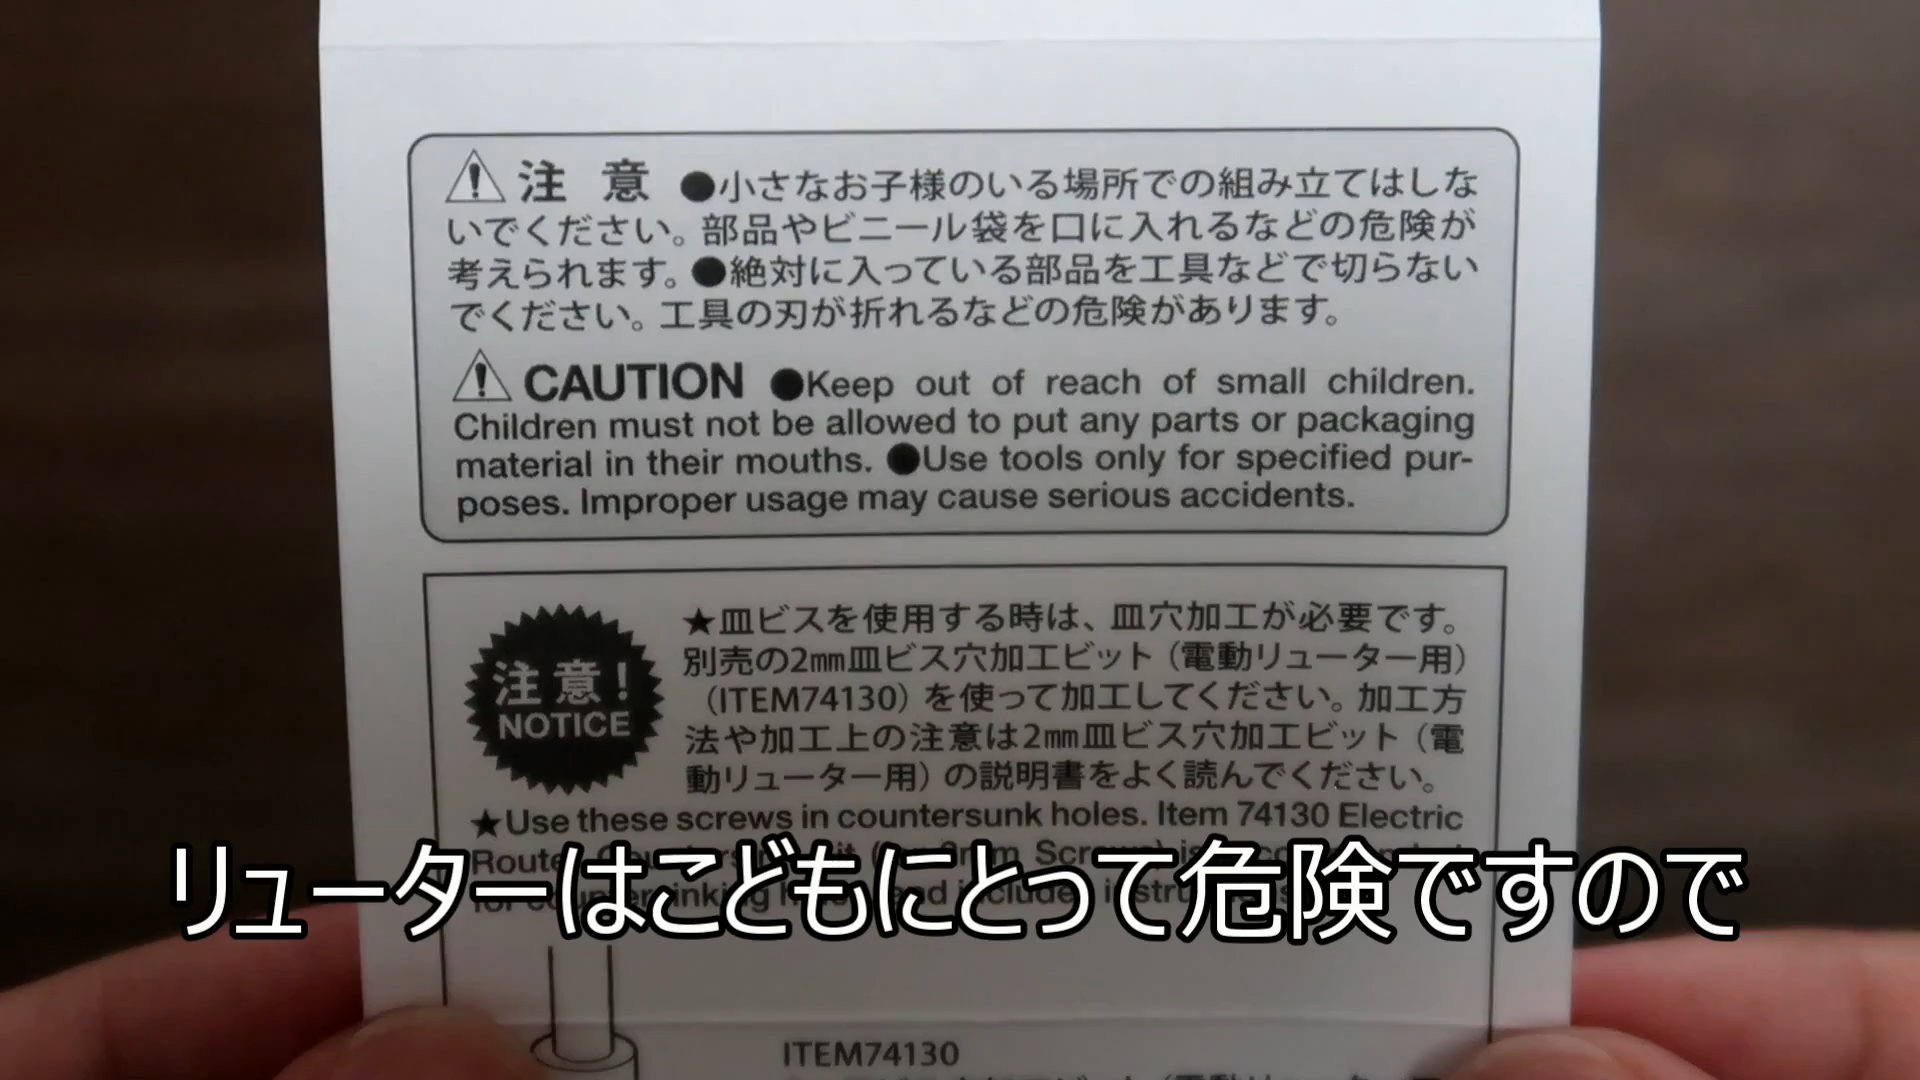 注意 ●小さなお子様のいる場所での組み立てはしな
いでください。部品やビニール袋を口に入れるなどの危険が
考えられます。●絶対に入っている部品を工具などで切らない
でください。工具の刃が折れるなどの危険があります。
CAUTION ●Keep out of reach of small children.
Children must not be allowed to put any parts or packaging
material in their mouths. ●Use tools only for specified pur-
poses. Improper usage may cause serious accidents.
注意!
NOTICE
★皿ビスを使用する時は、皿穴加工が必要です。
別売の2mm皿ビス穴加工ビット（電動リューター用）
（ITEM74130）を使って加工してください。加工方
法や加工上の注意は2mm皿ビス穴加工ビット（電
動リューター用）の説明書をよく読んでください。
★Use these screws in countersunk holes. Item 74130 Electric
リューターはこどもにとって危険ですので
ITEM74130